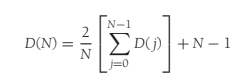 D(N) = \frac{2}{N} \left[ \sum_{j=0}^{N-1} D(j) \right] + N - 1